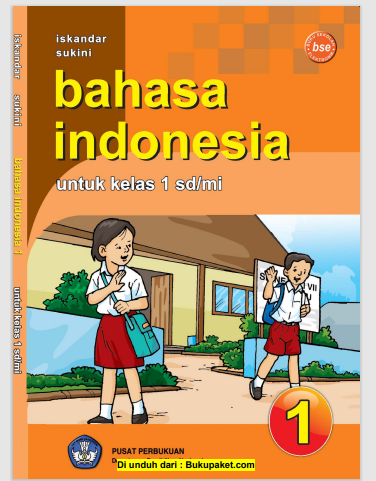 iskandar
sukini
bse
bahasa
indonesia
untuk kelas 1 sd/mi
iskandar sukini bahasa indonesia 1 untuk kelas 1 sd/mi
VII
1
PUSAT PERBUKUAN
Di unduh dari : Bukupaket.com